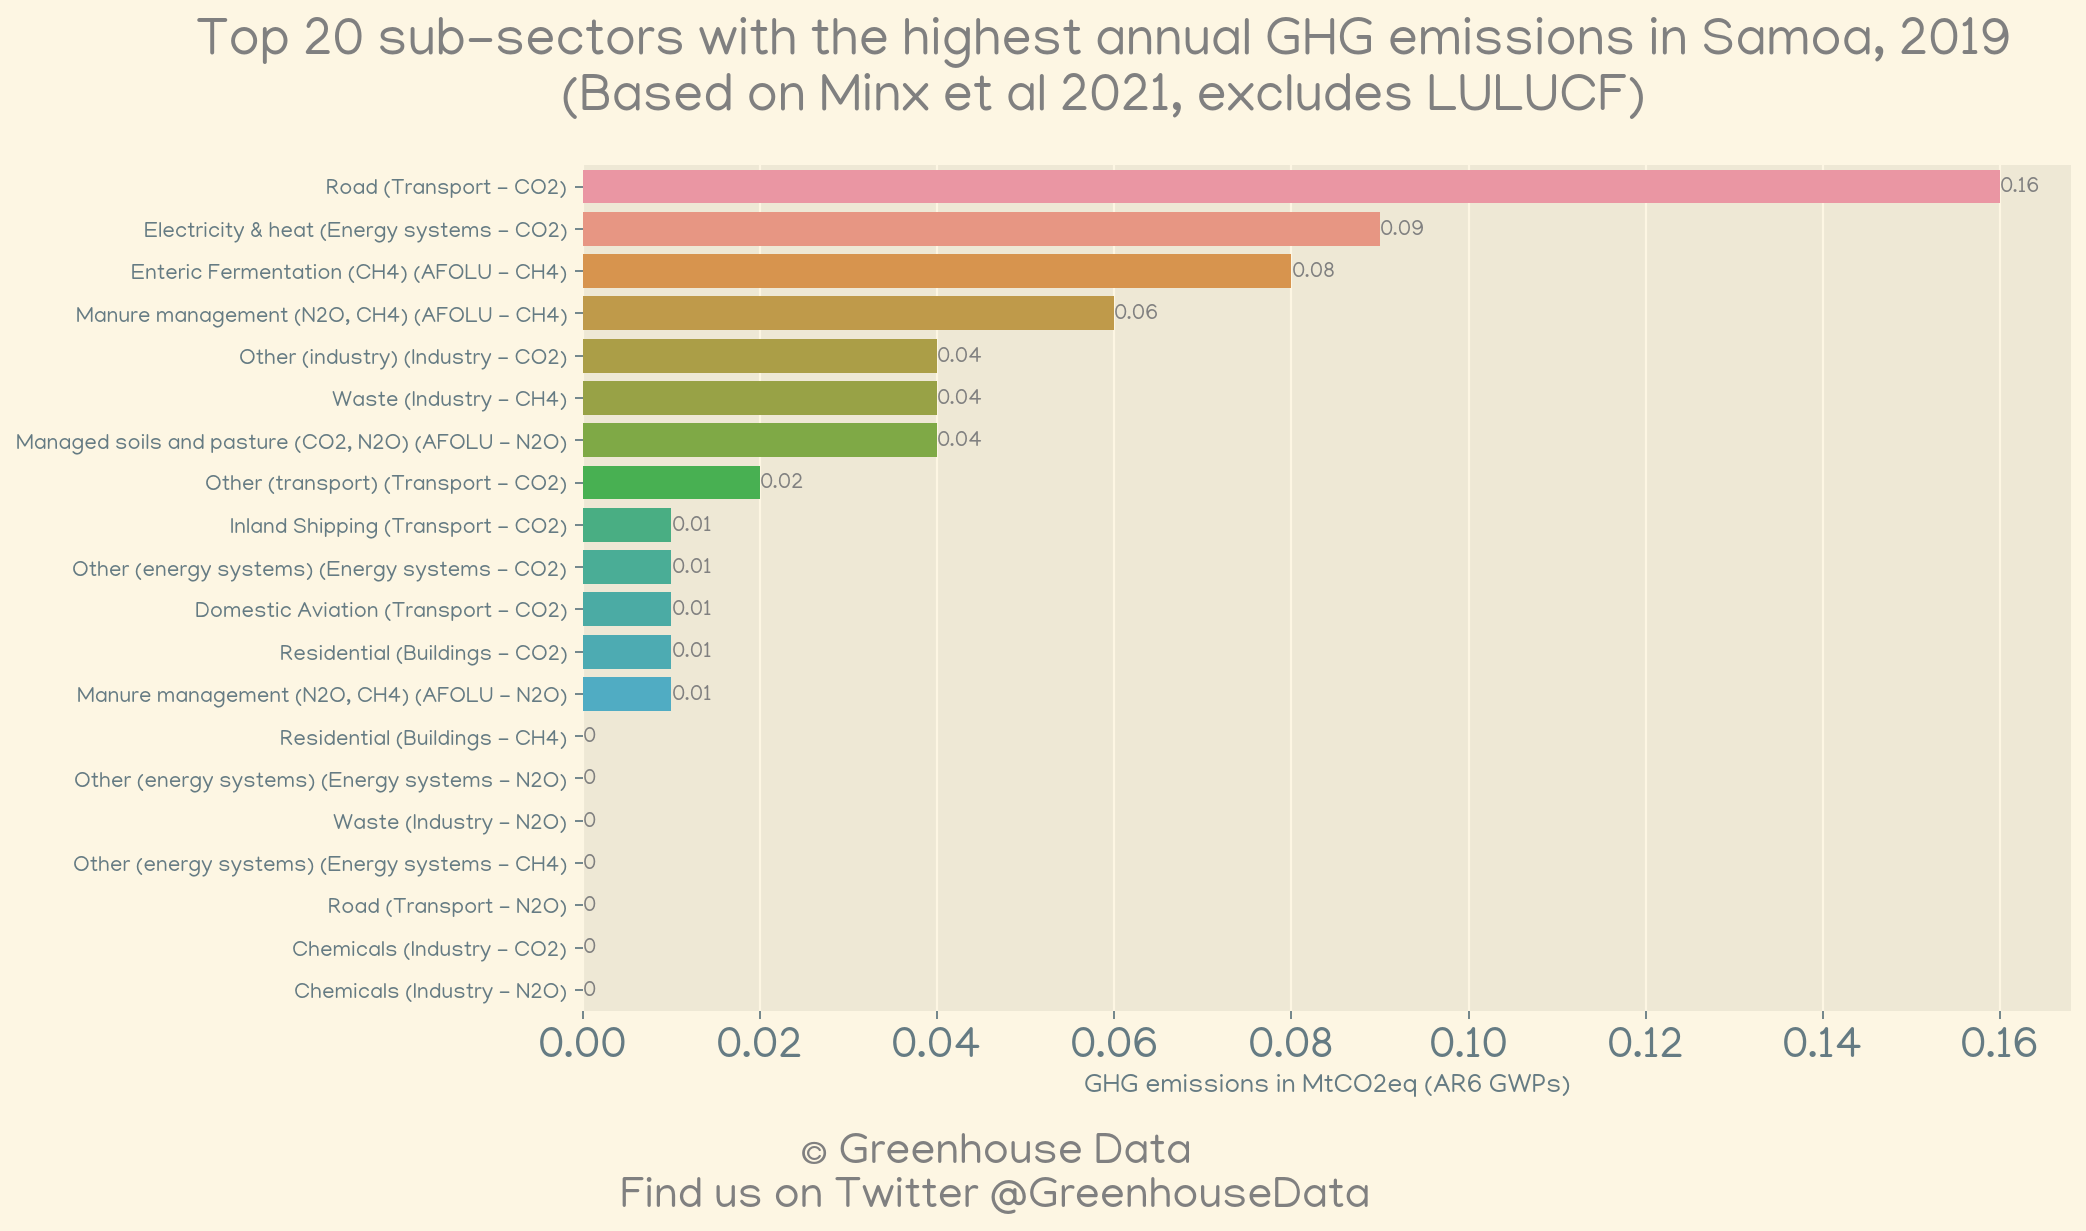 Top 20 sub-sectors with the highest annual GHG emissions in Samoa, 2019
(Based on Minx et al 2021, excludes LULUCF)
Road (Transport - CO2) 0.16
Electricity & heat (Energy systems - CO2) 0.09
Enteric Fermentation (CH4) (AFOLU - CH4) 0.08
Manure management (N2O, CH4) (AFOLU - CH4) 0.06
Other (industry) (Industry - CO2) 0.04
Waste (Industry - CH4) 0.04
Managed soils and pasture (CO2, N2O) (AFOLU - N2O) 0.04
Other (transport) (Transport - CO2) 0.02
Inland Shipping (Transport - CO2) 0.01
Other (energy systems) (Energy systems - CO2) 0.01
Domestic Aviation (Transport - CO2) 0.01
Residential (Buildings - CO2) 0.01
Manure management (N2O, CH4) (AFOLU - N2O) 0.01
Residential (Buildings - CH4) 0
Other (energy systems) (Energy systems - N2O) 0
Waste (Industry - N2O) 0
Other (energy systems) (Energy systems - CH4) 0
Road (Transport - N2O) 0
Chemicals (Industry - CO2) 0
Chemicals (Industry - N2O) 0
0.00 0.02 0.04 0.06 0.08 0.10 0.12 0.14 0.16
GHG emissions in MtCO2eq (AR6 GWPs)
© Greenhouse Data
Find us on Twitter @GreenhouseData